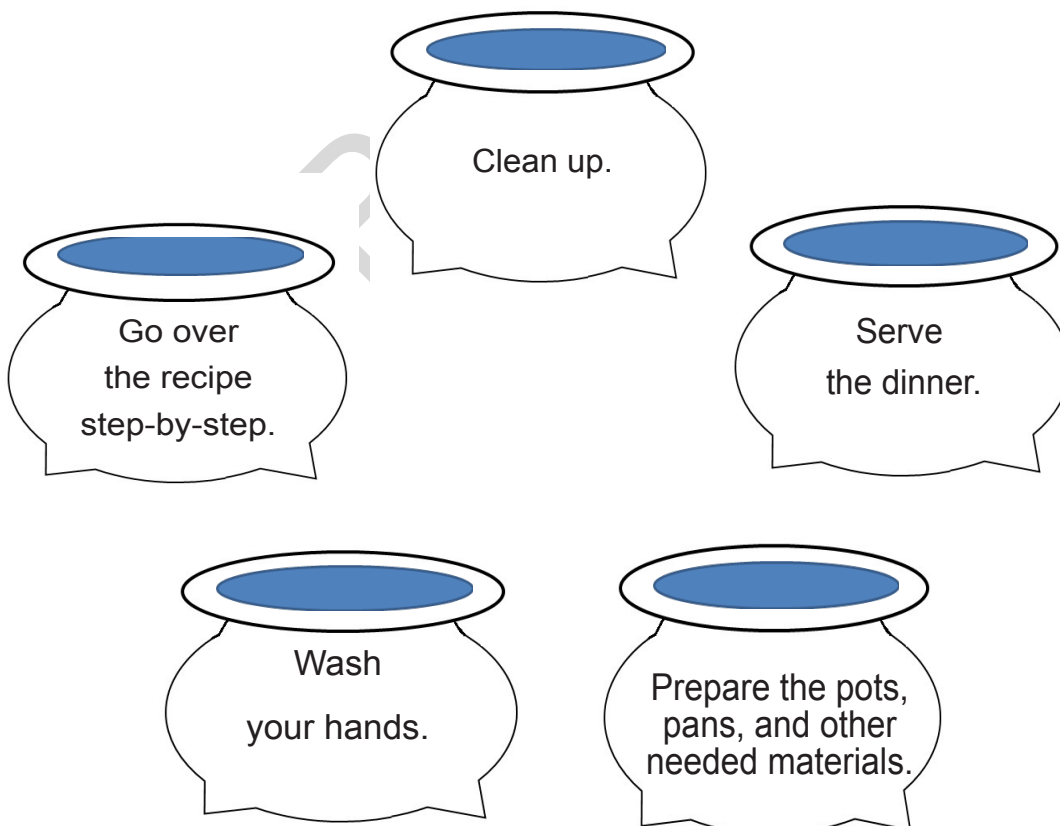 Clean up.
Go over
the recipe
step-by-step.
Serve
the dinner.
Wash
your hands.
Prepare the pots,
pans, and other
needed materials.